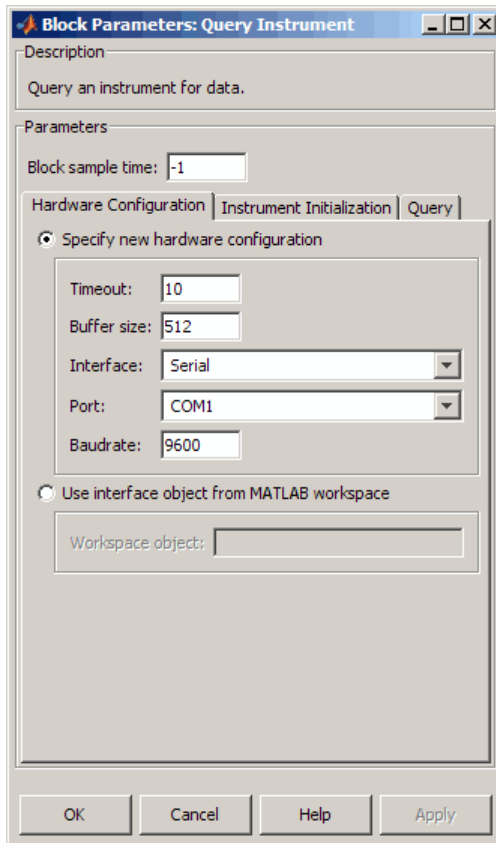 Block Parameters: Query Instrument
Description
Query an instrument for data.
Parameters
Block sample time: -1
Hardware Configuration Instrument Initialization Query
Specify new hardware configuration
Timeout: 10
Buffer size: 512
Interface: Serial
Port: COM1
Baudrate: 9600
Use interface object from MATLAB workspace
Workspace object:
OK Cancel Help Apply